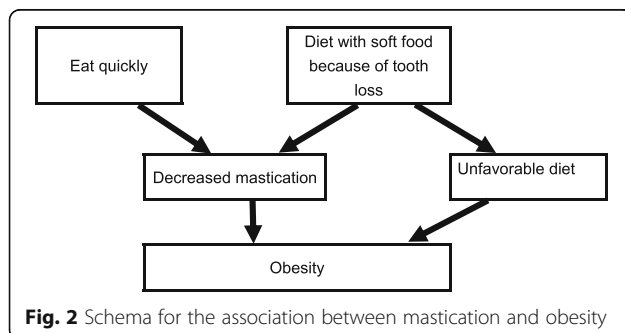 Eat quickly
Diet with soft food
because of tooth
loss
Decreased mastication
Unfavorable diet
Obesity
Fig. 2 Schema for the association between mastication and obesity